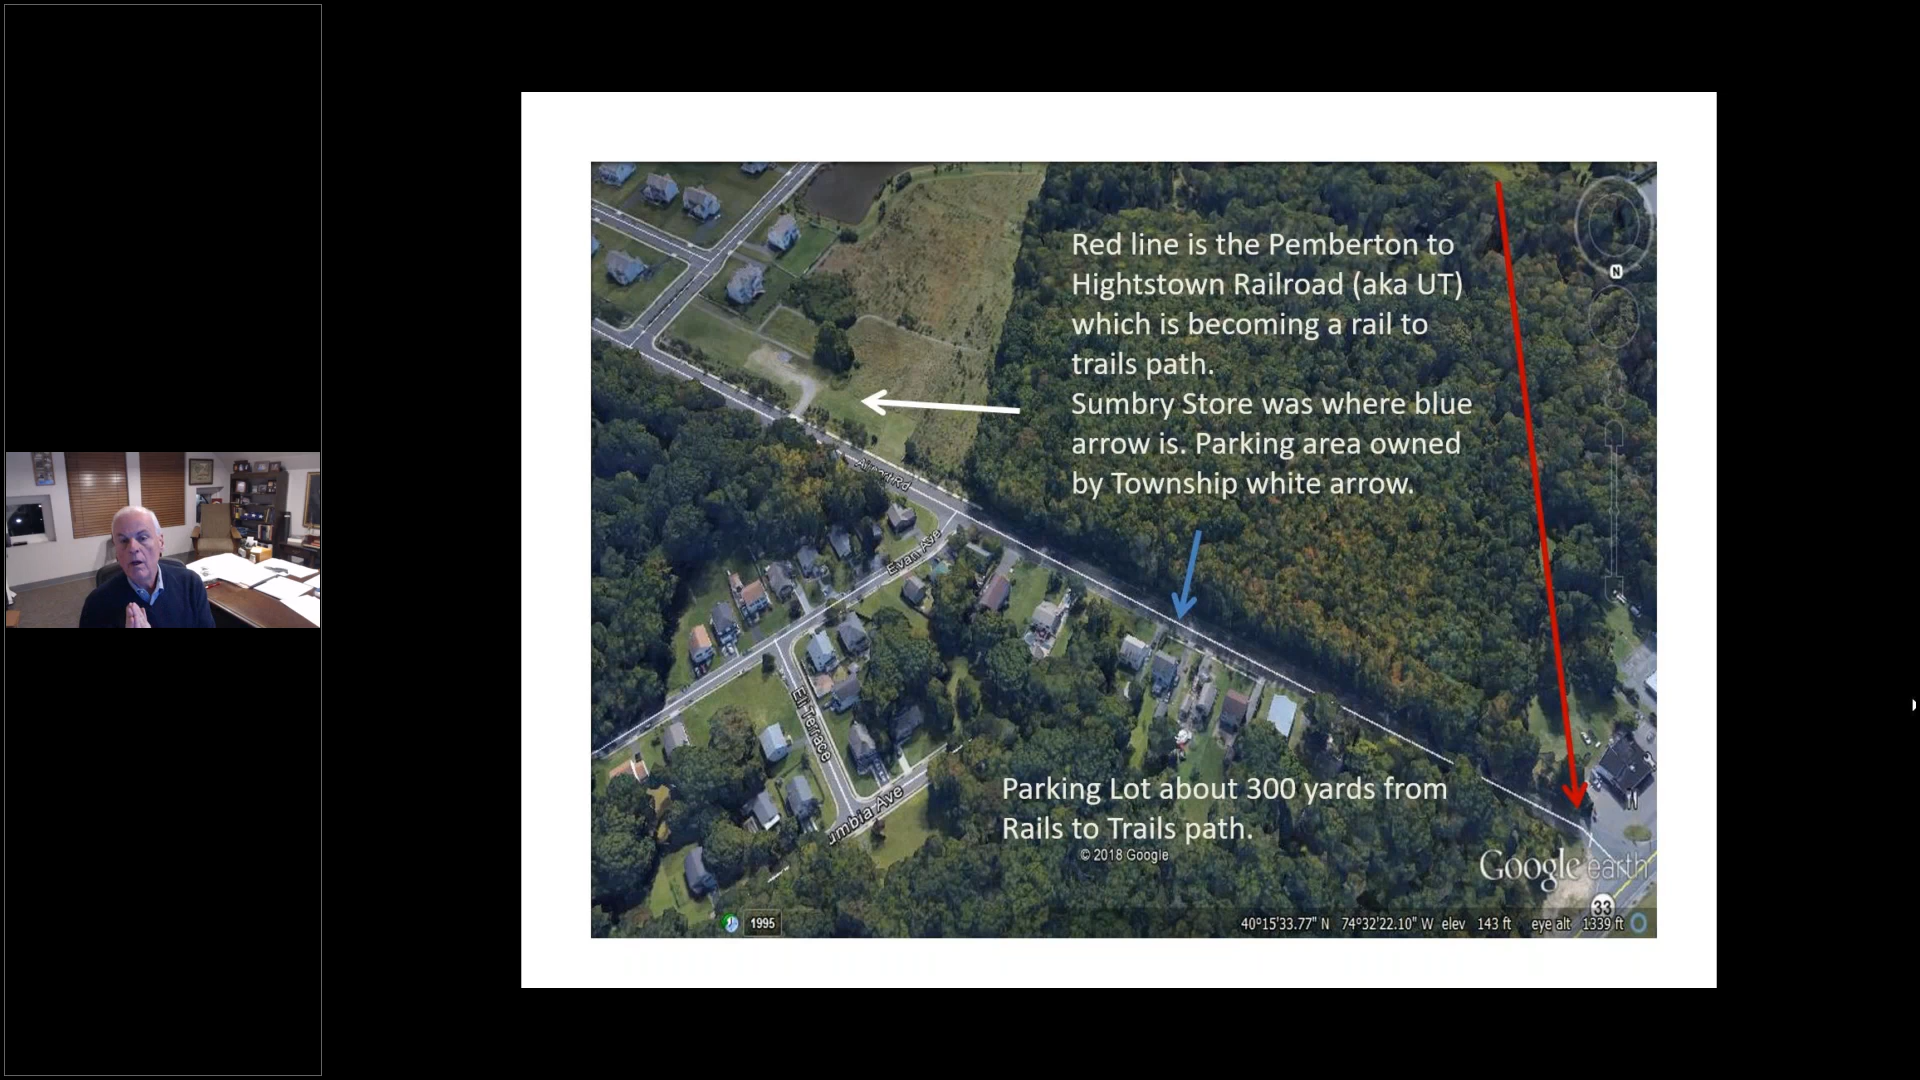 Red line is the Pemberton to
Hightstown Railroad (aka UT)
which is becoming a rail to
trails path.
Sumbry Store was where blue
arrow is. Parking area owned
by Township white arrow.
N
Airport Rd
Evan Ave
El Terrace
umbia Ave
Parking Lot about 300 yards from
Rails to Trails path.
© 2018 Google
Google earth
33
1995
40°15'33.77" N 74°32'22.10" W elev 143 ft eye alt 1339 ft